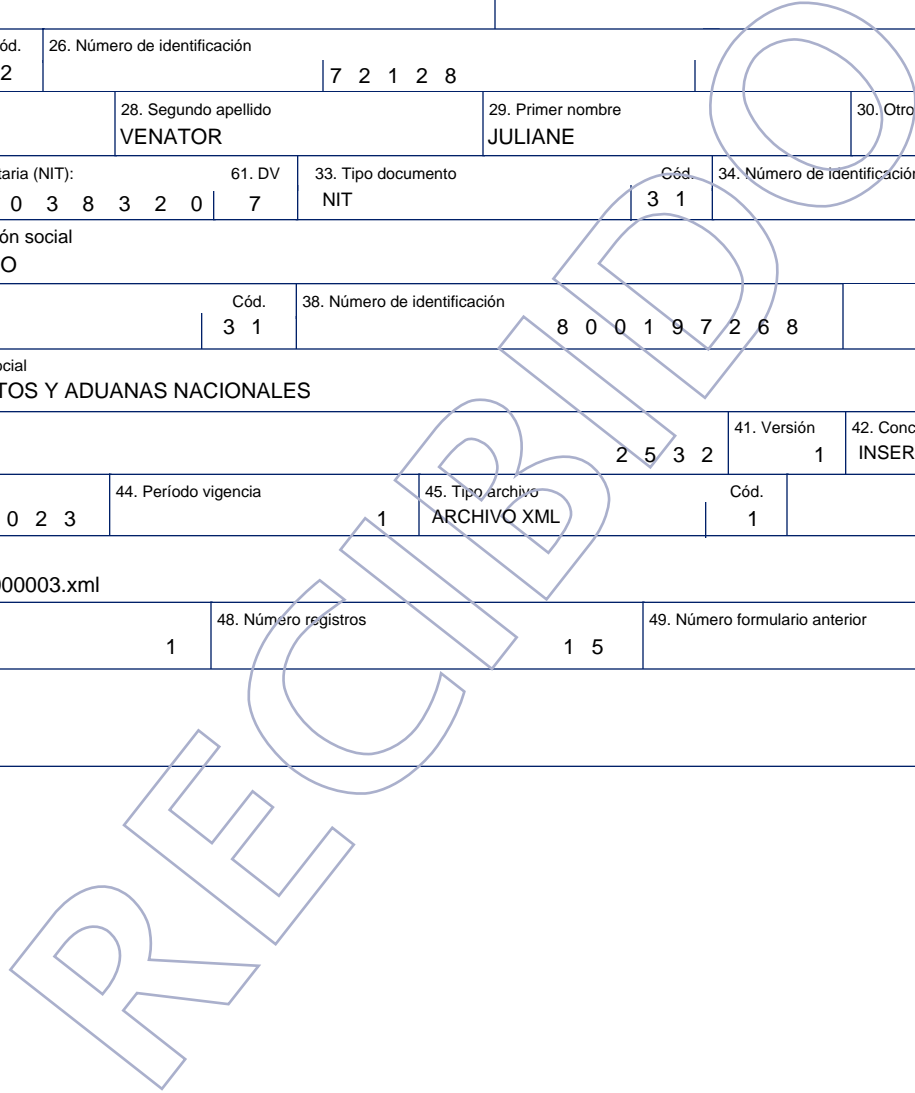 ód. 26. Número de identificación
2 7 2 1 2 8
28. Segundo apellido 29. Primer nombre 30. Otro
VENATOR JULIANE
taria (NIT): 61. DV 33. Tipo documento Cód. 34. Número de identificación
0 3 8 3 2 0 7 NIT 3 1
ón social
O
Cód. 38. Número de identificación
3 1 8 0 0 1 9 7 2 6 8
ocial
TOS Y ADUANAS NACIONALES
41. Versión 42. Conc
2 5 3 2 1 INSER
44. Período vigencia 45. Tipo archivo Cód.
0 2 3 1 ARCHIVO XML 1
000003.xml
48. Número registros 49. Número formulario anterior
1 1 5
RECIBIDO